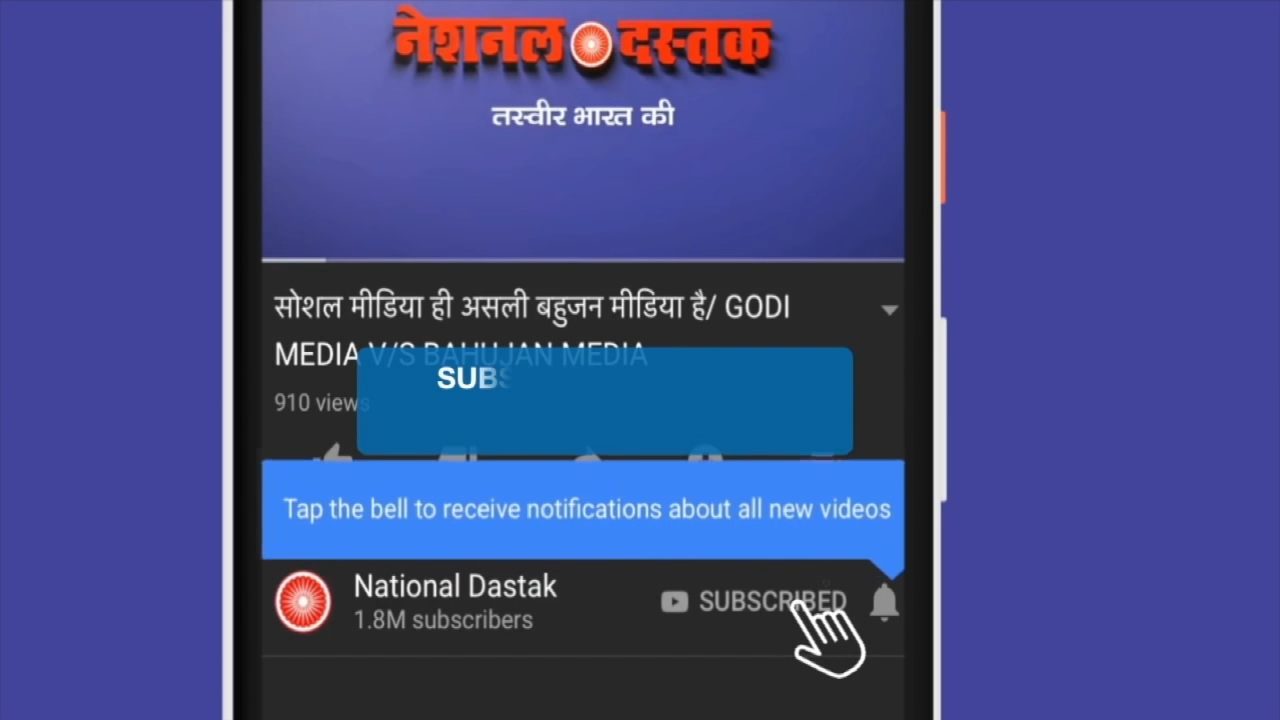 नेशनल दस्तक
तस्वीर भारत की
सोशल मीडिया ही असली बहुजन मीडिया है/ GODI
MEDIA V/S BAHUJAN MEDIA
SUBS
910 views
Tap the bell to receive notifications about all new videos
National Dastak
SUBSCRIBED
1.8M subscribers